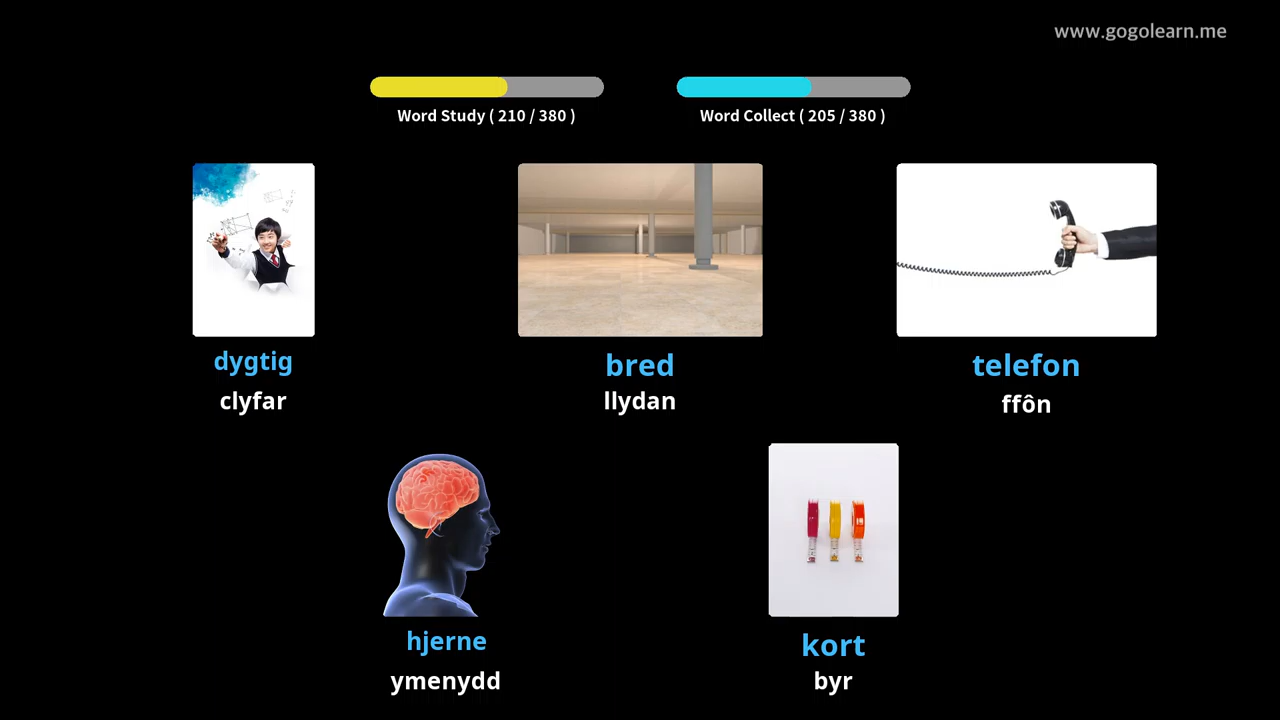 www.gogolearn.me
Word Study ( 210 / 380 )
Word Collect ( 205 / 380 )
dygtig
clyfar
bred
llydan
telefon
ffôn
hjerne
ymenydd
kort
byr